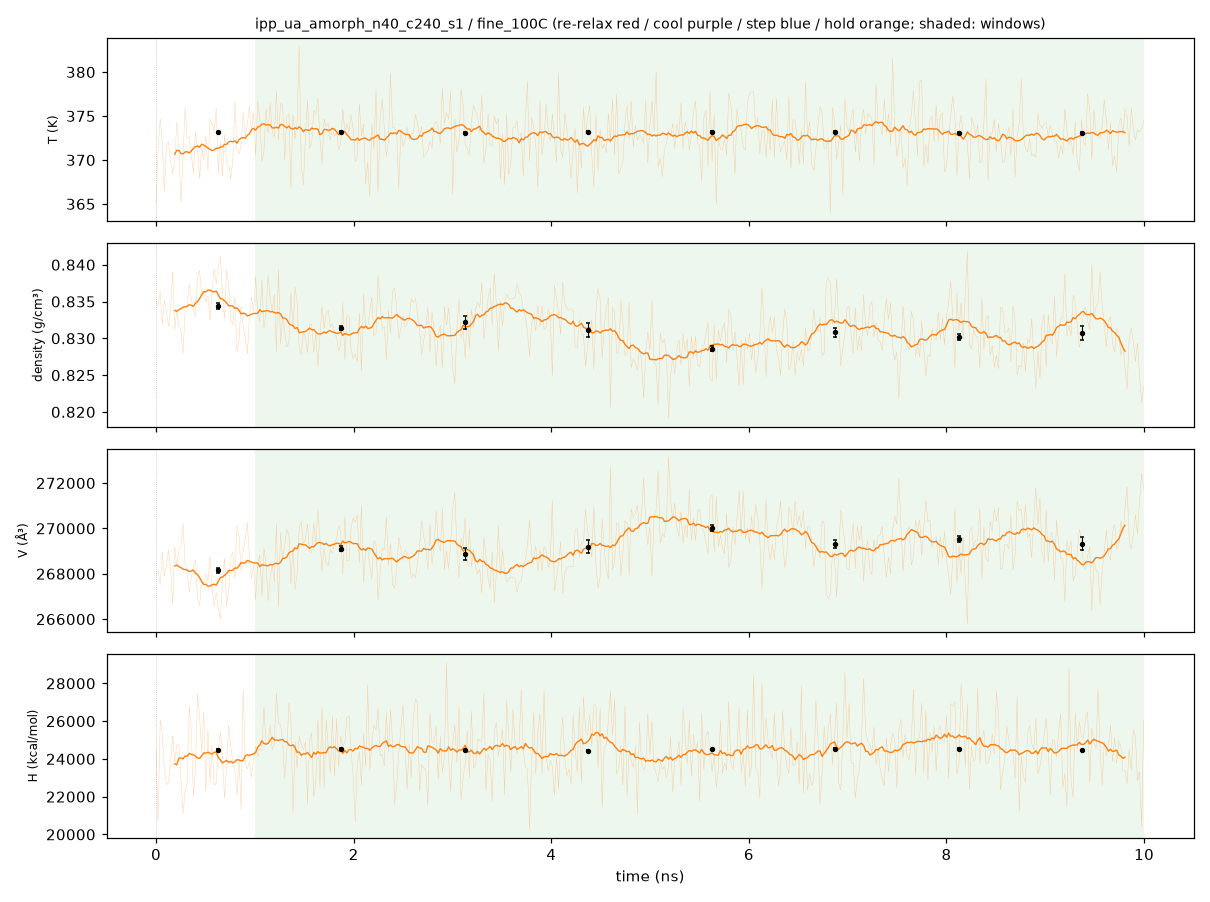 ipp_ua_amorph_n40_c240_s1 / fine_100C (re-relax red / cool purple / step blue / hold orange; shaded: windows)
380
375
370
365
T (K)
0.840
0.835
0.830
0.825
0.820
density (g/cm³)
272000
270000
268000
266000
V (Å³)
28000
26000
24000
22000
20000
H (kcal/mol)
0 2 4 6 8 10
time (ns)